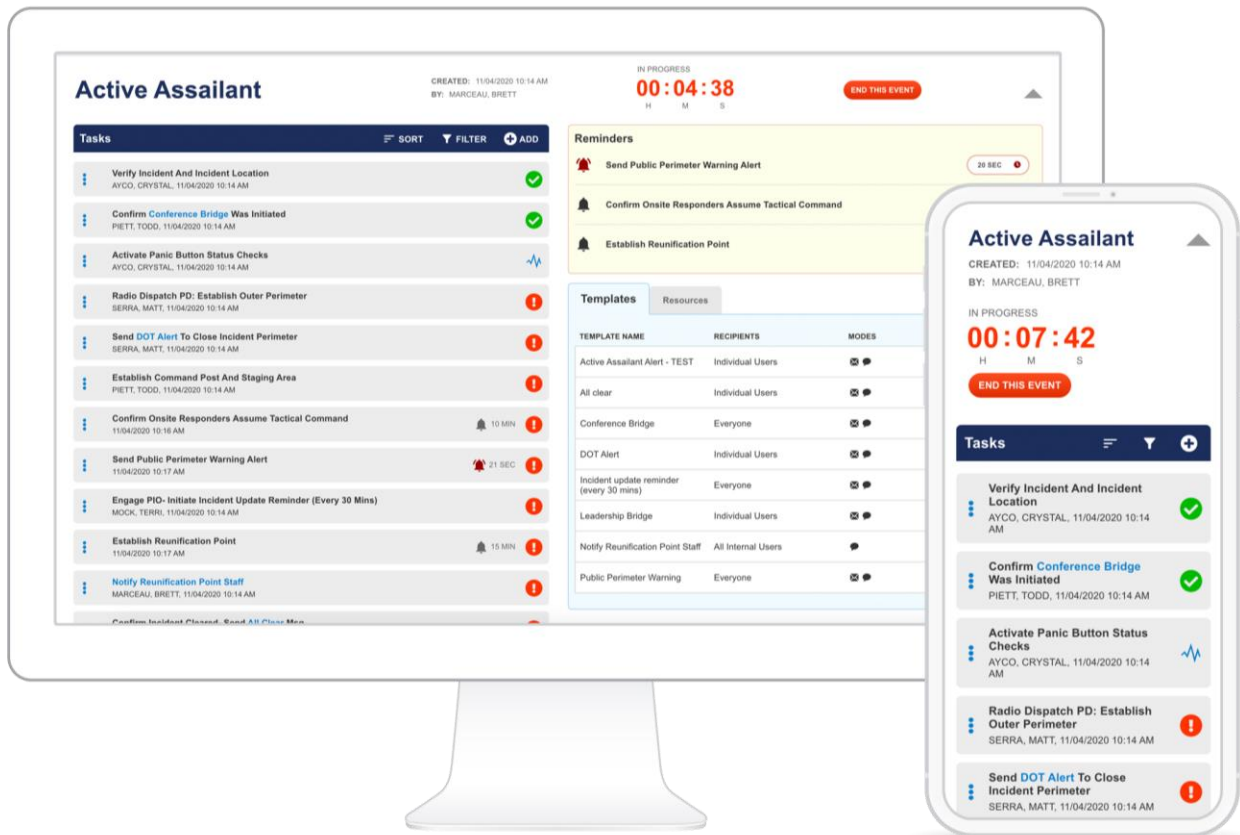 Active Assailant
CREATED: 11/04/2020 10:14 AM
BY: MARCEAU, BRETT
IN PROGRESS
00:04:38
H M S
END THIS EVENT
Tasks SORT FILTER ADD
Verify Incident And Incident Location
AYCO, CRYSTAL, 11/04/2020 10:14 AM
Confirm Conference Bridge Was Initiated
PIETT, TODD, 11/04/2020 10:14 AM
Activate Panic Button Status Checks
AYCO, CRYSTAL, 11/04/2020 10:14 AM
Radio Dispatch PD: Establish Outer Perimeter
SERRA, MATT, 11/04/2020 10:14 AM
Send DOT Alert To Close Incident Perimeter
SERRA, MATT, 11/04/2020 10:14 AM
Establish Command Post And Staging Area
PIETT, TODD, 11/04/2020 10:14 AM
Confirm Onsite Responders Assume Tactical Command
11/04/2020 10:18 AM
10 MIN
Send Public Perimeter Warning Alert
11/04/2020 10:17 AM
21 SEC
Engage PIO- Initiate Incident Update Reminder (Every 30 Mins)
MOCK, TERRI, 11/04/2020 10:14 AM
Establish Reunification Point
11/04/2020 10:17 AM
15 MIN
Notify Reunification Point Staff
MARCEAU, BRETT, 11/04/2020 10:14 AM
Confirm Incident Cleared- Send All Clear Msg
Reminders
Send Public Perimeter Warning Alert
20 SEC
Confirm Onsite Responders Assume Tactical Command
Establish Reunification Point
Templates Resources
TEMPLATE NAME RECIPIENTS MODES
Active Assailant Alert - TEST Individual Users
All clear Individual Users
Conference Bridge Everyone
DOT Alert Individual Users
Incident update reminder
(every 30 mins) Everyone
Leadership Bridge Individual Users
Notify Reunification Point Staff All Internal Users
Public Perimeter Warning Everyone
Active Assailant
CREATED: 11/04/2020 10:14 AM
BY: MARCEAU, BRETT
IN PROGRESS
00:07:42
H M S
END THIS EVENT
Tasks
Verify Incident And Incident
Location
AYCO, CRYSTAL, 11/04/2020 10:14
AM
Confirm Conference Bridge
Was Initiated
PIETT, TODD, 11/04/2020 10:14 AM
Activate Panic Button Status
Checks
AYCO, CRYSTAL, 11/04/2020 10:14
AM
Radio Dispatch PD: Establish
Outer Perimeter
SERRA, MATT, 11/04/2020 10:14 AM
Send DOT Alert To Close
Incident Perimeter
SERRA, MATT, 11/04/2020 10:14 AM